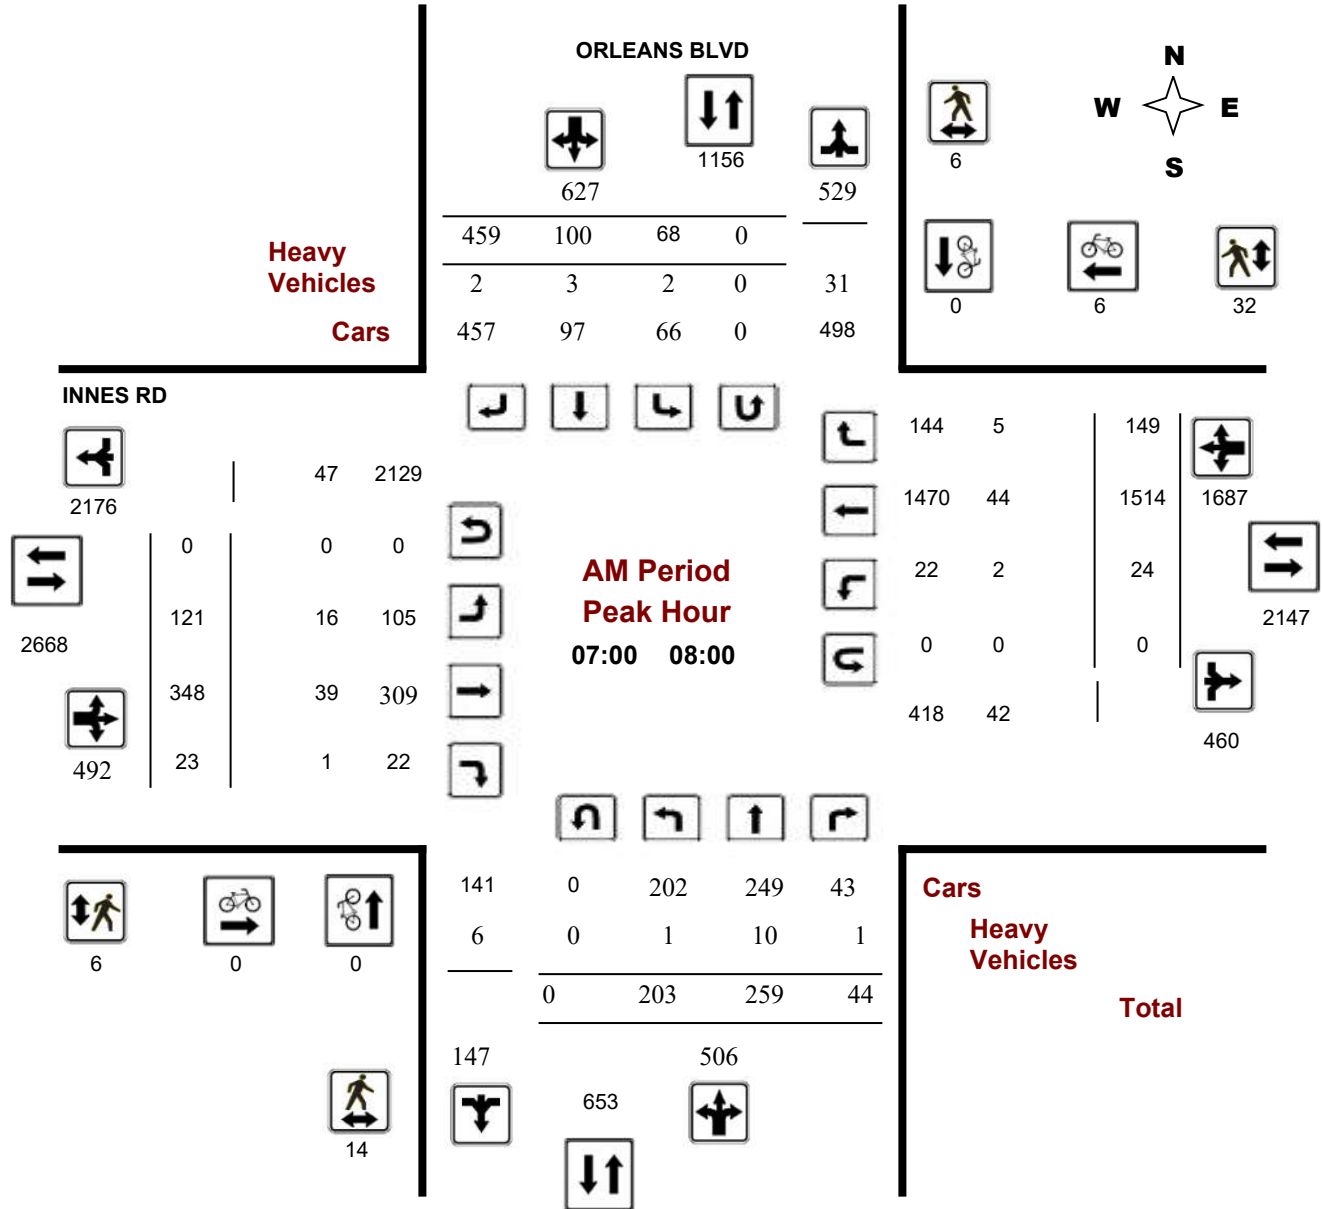 ORLEANS BLVD
N
W E
S
1156
6
627 529
459 100 68 0
Heavy
Vehicles
2 3 2 0 31
0 6 32
Cars
457 97 66 0 498
INNES RD
144 5 149
47 2129
2176
1470 44 1514 1687
0 0 0
AM Period
Peak Hour
22 2 24
121 16 105
2147
2668
07:00 08:00
0 0 0
348 39 309
418 42
460
492 23 1 22
141 0 202 249 43
Cars
6 0 1 10 1
Heavy
Vehicles
6 0 0
0 203 259 44
Total
147 506
653
14